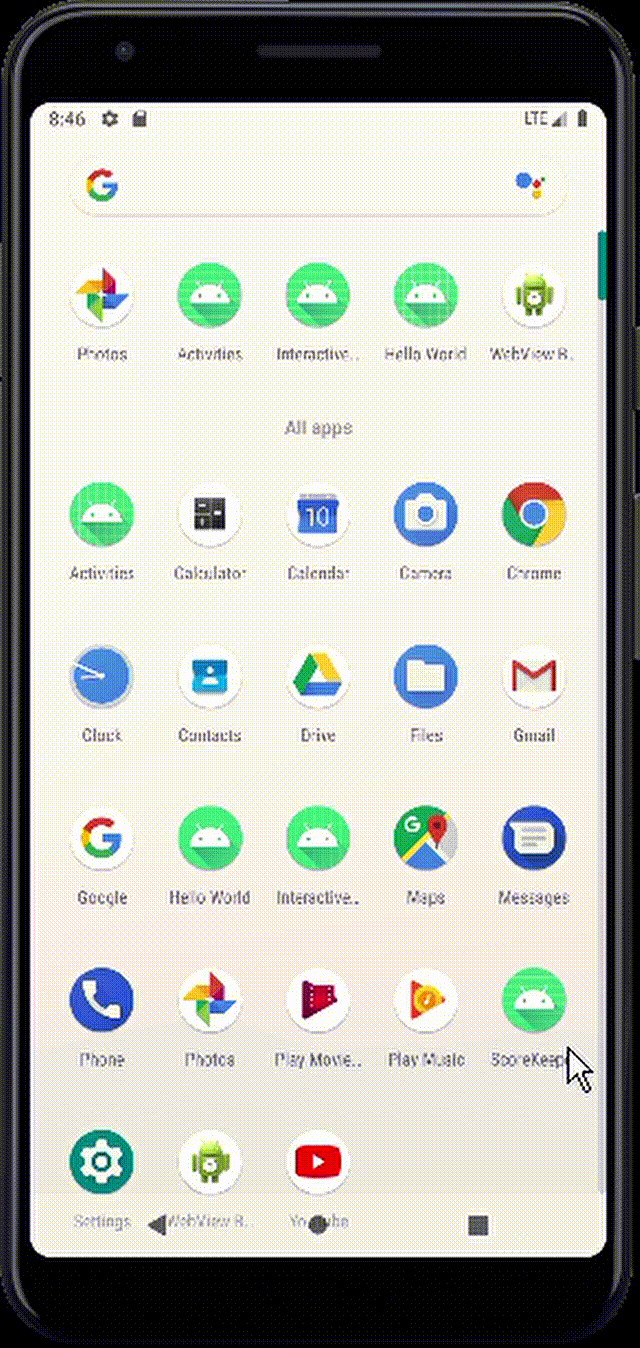 8:46 LTE
G
Photos Activities Interactive.. Hello World WebView B..
All apps
10
Activities Calculator Calendar Camera Chrome
Clock Contacts Drive Files Gmail
G G
Google Hello World Interactive.. Maps Messages
Phone Photos Play Movie.. Play Music ScoreKeep
Settings WebView B.. YouTube